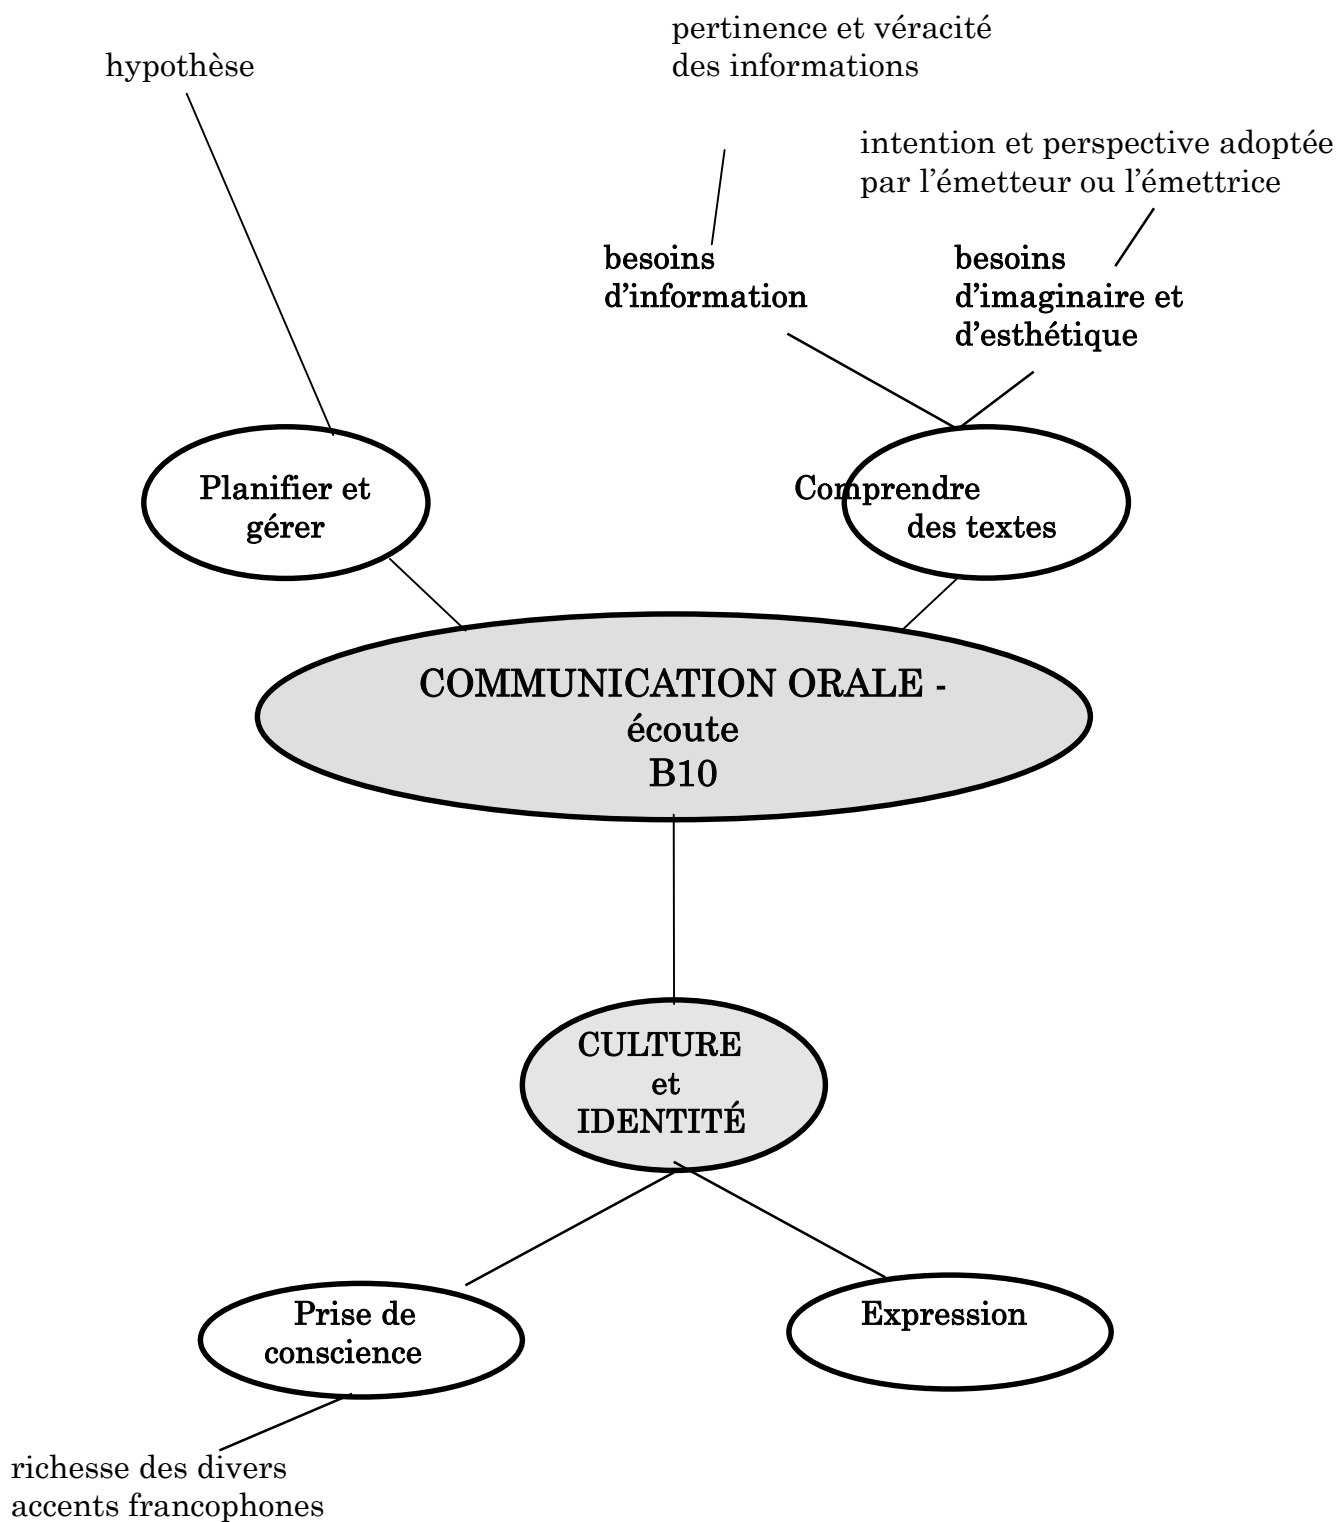 pertinence et véracité
des informations
hypothèse
intention et perspective adoptée
par l'émetteur ou l'émettrice
besoins
d'information
besoins
d'imaginaire et
d'esthétique
Planifier et
gérer
Comprendre
des textes
COMMUNICATION ORALE -
écoute
B10
CULTURE
et
IDENTITÉ
Prise de
conscience
Expression
richesse des divers
accents francophones